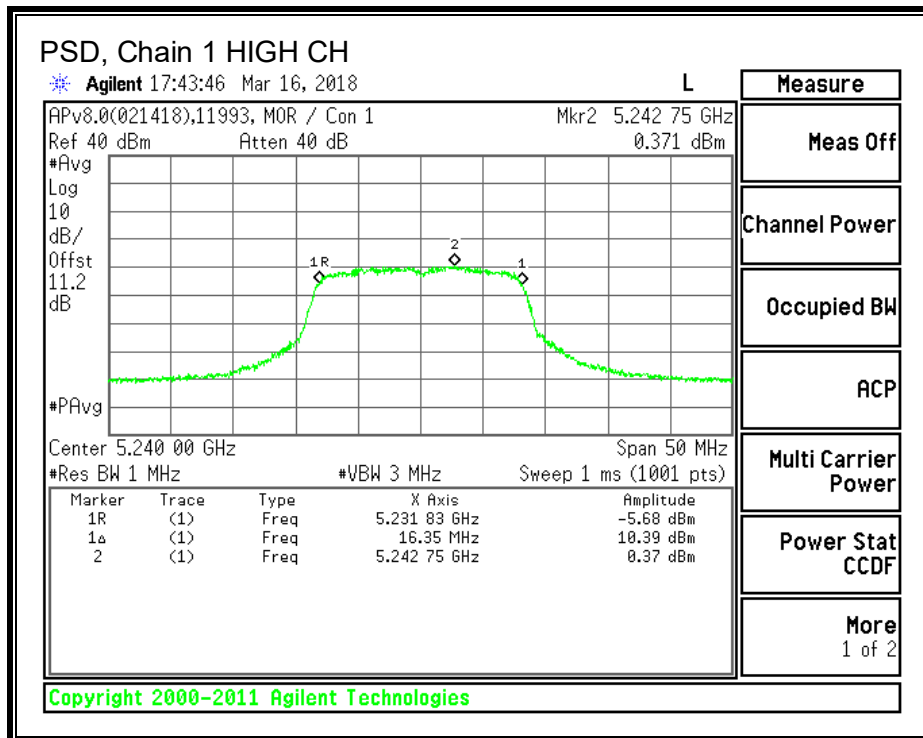 PSD, Chain 1 HIGH CH
Agilent 17:43:46 Mar 16, 2018 L
APv8.0(021418),11993, MOR / Con 1 Mkr2 5.242 75 GHz
Ref 40 dBm Atten 40 dB 0.371 dBm
#Avg
Log
10
dB/
Offst
11.2
dB
#PAvg
1R
2
1
Center 5.240 00 GHz Span 50 MHz
#Res BW 1 MHz #VBW 3 MHz Sweep 1 ms (1001 pts)
Marker Trace Type X Axis Amplitude
1R (1) Freq 5.231 83 GHz -5.68 dBm
1Δ (1) Freq 16.35 MHz 10.39 dBm
2 (1) Freq 5.242 75 GHz 0.37 dBm
Measure
Meas Off
Channel Power
Occupied BW
ACP
Multi Carrier
Power
Power Stat
CCDF
More
1 of 2
Copyright 2000-2011 Agilent Technologies